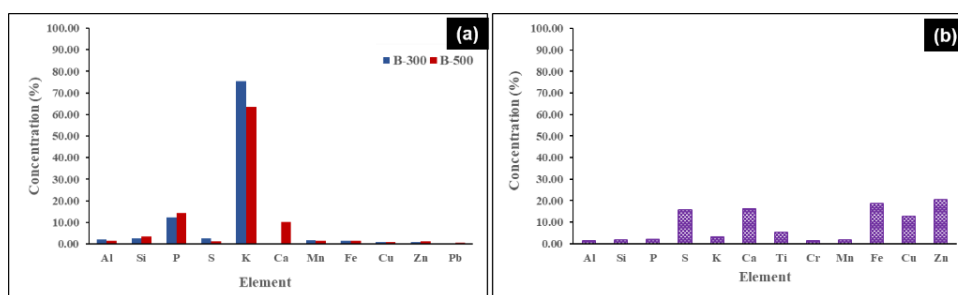 (a)
100.00
90.00
80.00
70.00
60.00
50.00
40.00
30.00
20.00
10.00
0.00
Concentration (%)
B-300 B-500
Al Si P S K Ca Mn Fe Cu Zn Pb
Element
(b)
100.00
90.00
80.00
70.00
60.00
50.00
40.00
30.00
20.00
10.00
0.00
Concentration (%)
Al Si P S K Ca Ti Cr Mn Fe Cu Zn
Element